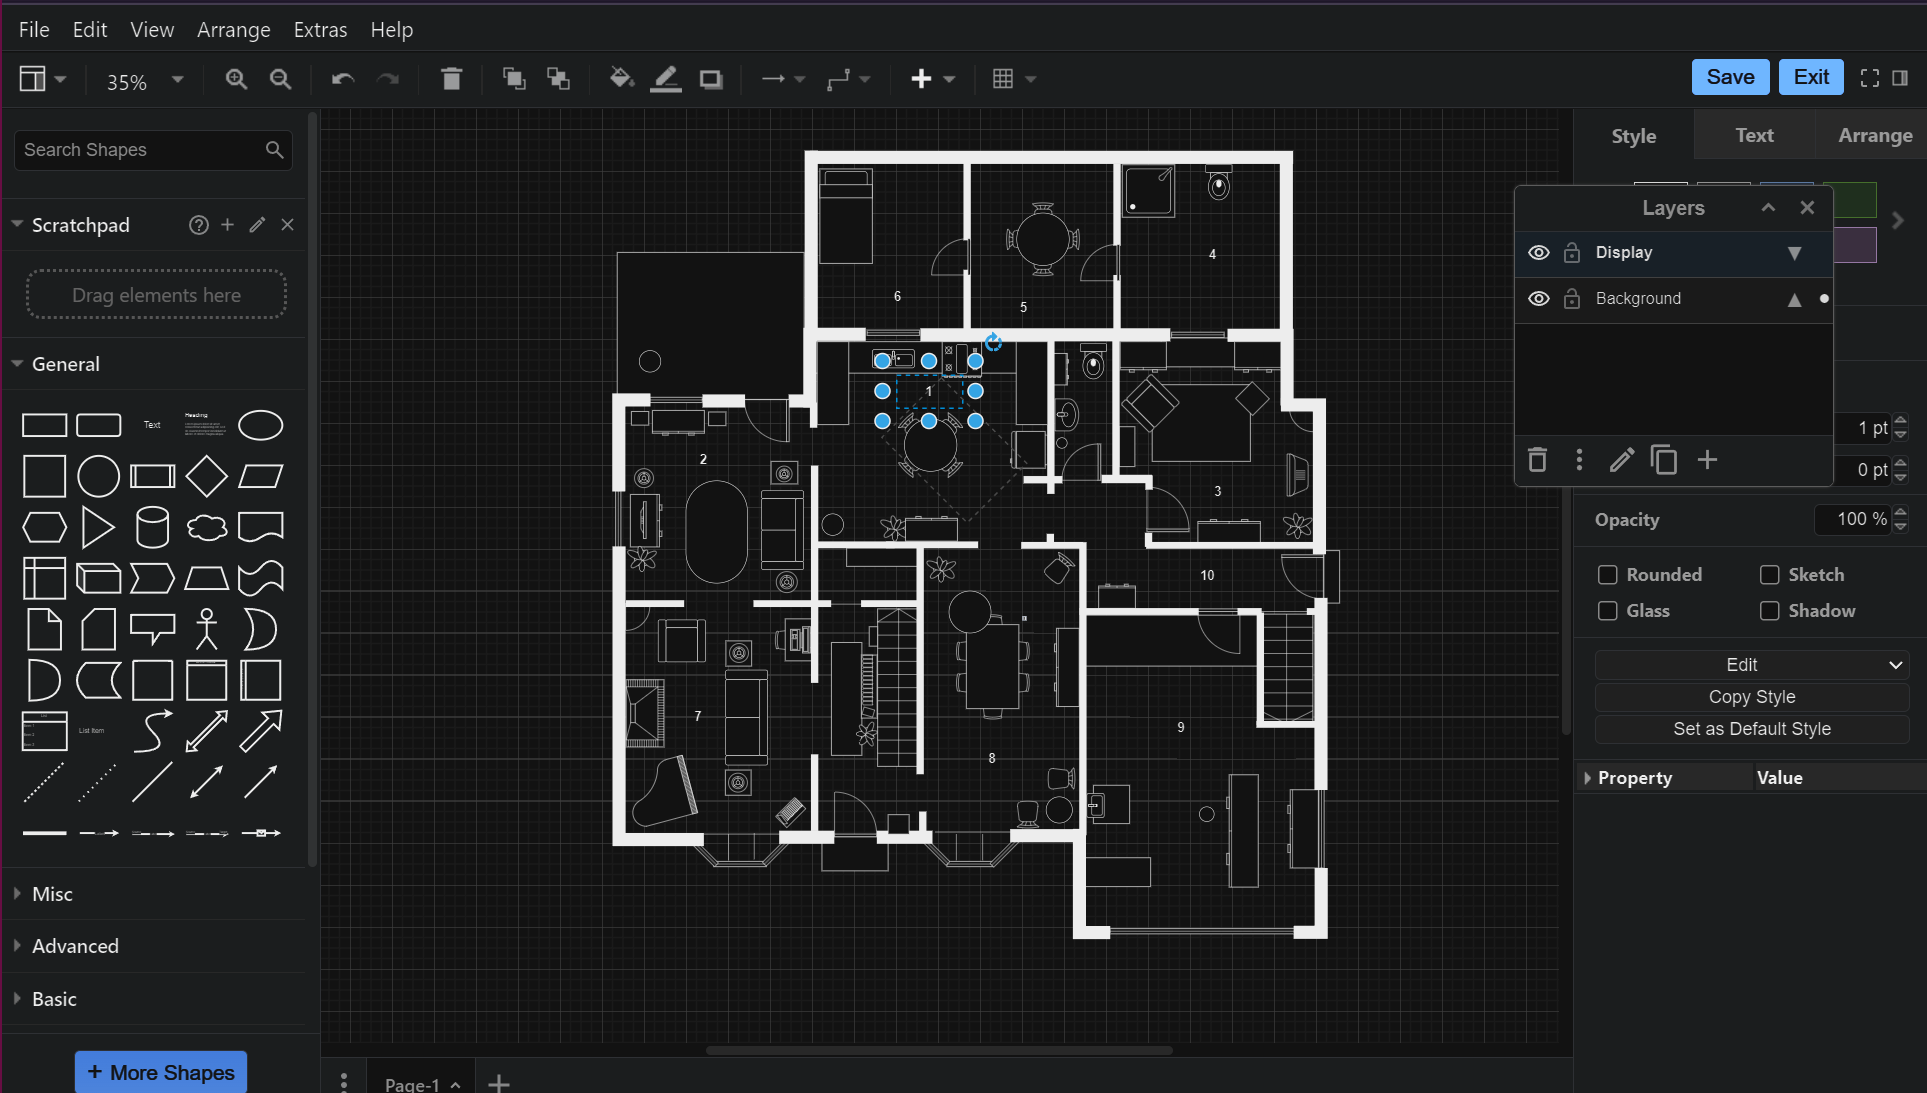 File Edit View Arrange Extras Help
35%
Save Exit
Search Shapes
Scratchpad
Drag elements here
General
Text
Heading
List Item
Misc
Advanced
Basic
+ More Shapes
6
5
4
1
2
3
10
7
8
9
Page-1
Style Text Arrange
Layers
Display
Background
1 pt
0 pt
Opacity 100 %
Rounded Sketch
Glass Shadow
Edit
Copy Style
Set as Default Style
Property Value